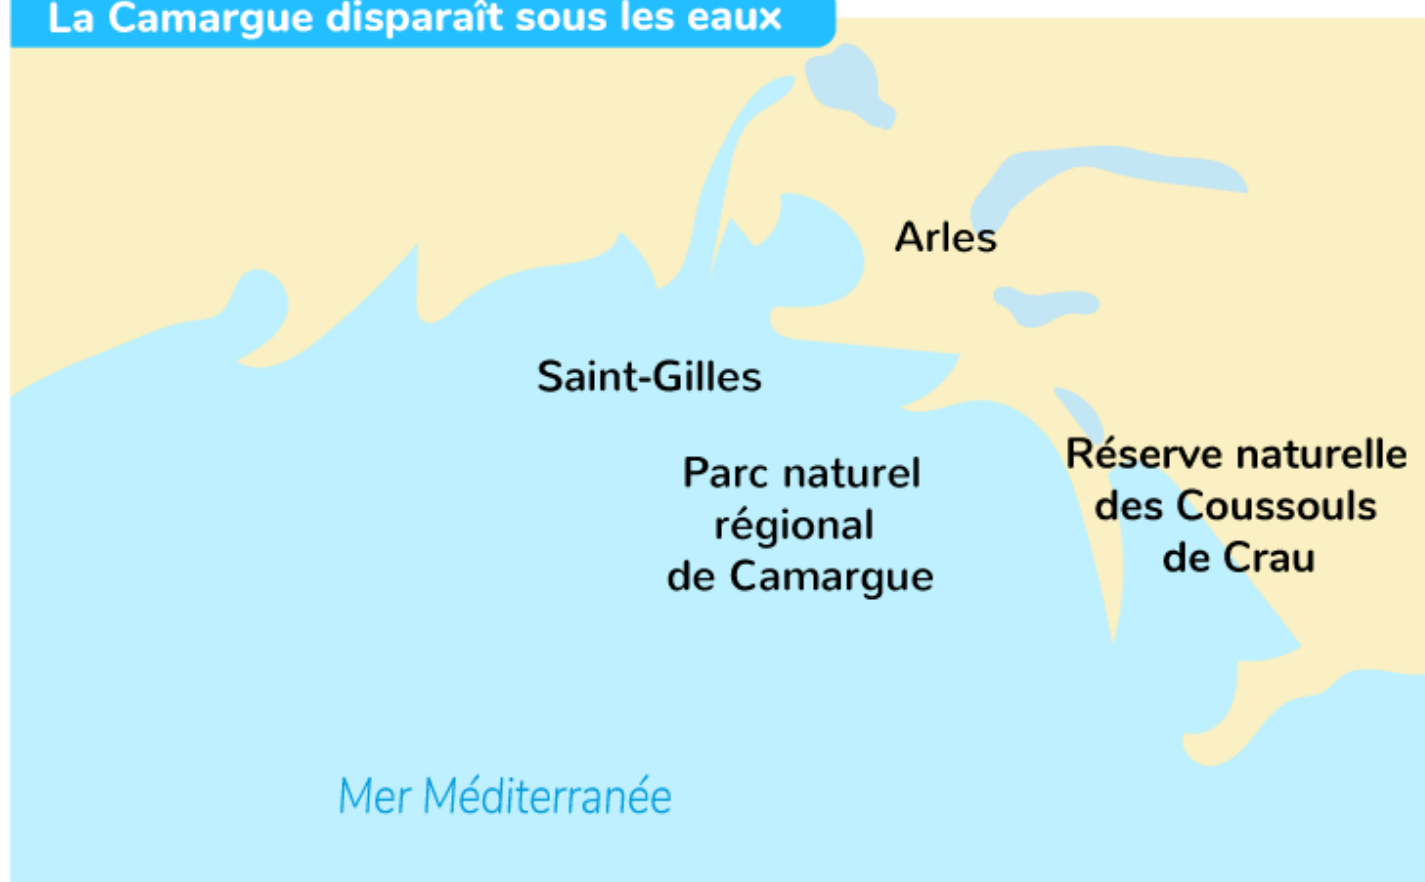 La Camargue disparaît sous les eaux
Arles
Saint-Gilles
Parc naturel
régional
de Camargue
Réserve naturelle
des Coussouls
de Crau
Mer Méditerranée